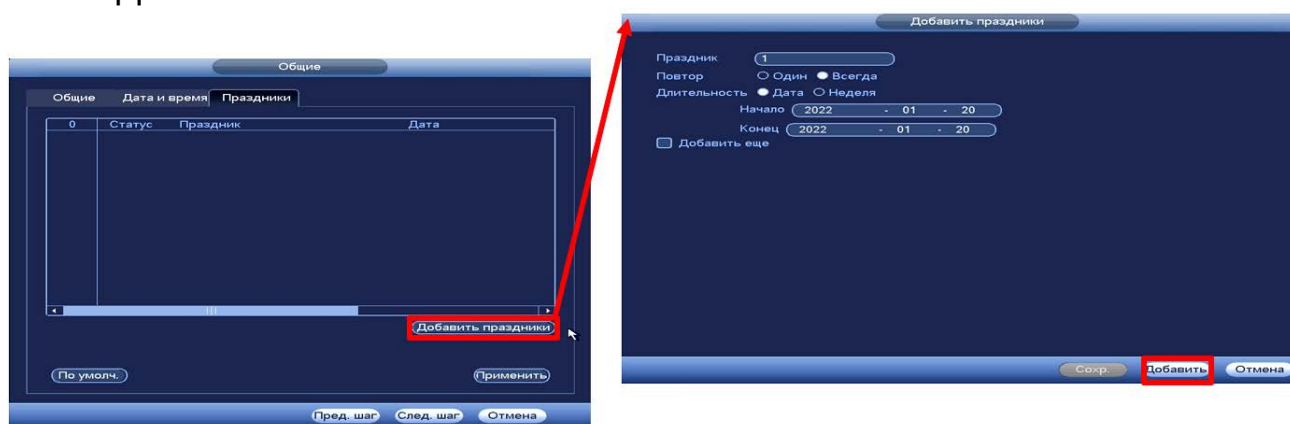 Общие
Общие Дата и время Праздники
0 Статус Праздник Дата
Добавить праздники
По умолч. Применить
Пред. шаг След. шаг Отмена
Добавить праздники
Праздник 1
Повтор Один Всегда
Длительность Дата Неделя
Начало 2022 - 01 - 20
Конец 2022 - 01 - 20
Добавить еще
Сохр. Добавить Отмена